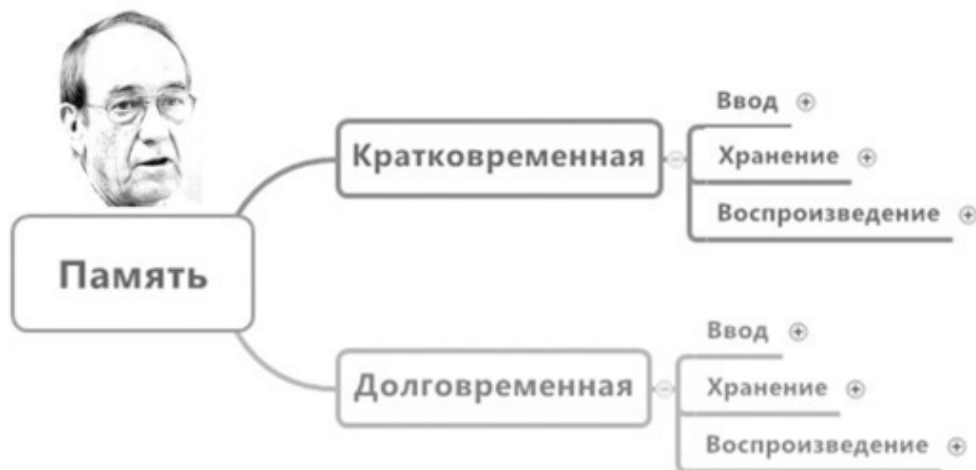 Память
Кратковременная
Ввод
Хранение
Воспроизведение
Долговременная
Ввод
Хранение
Воспроизведение